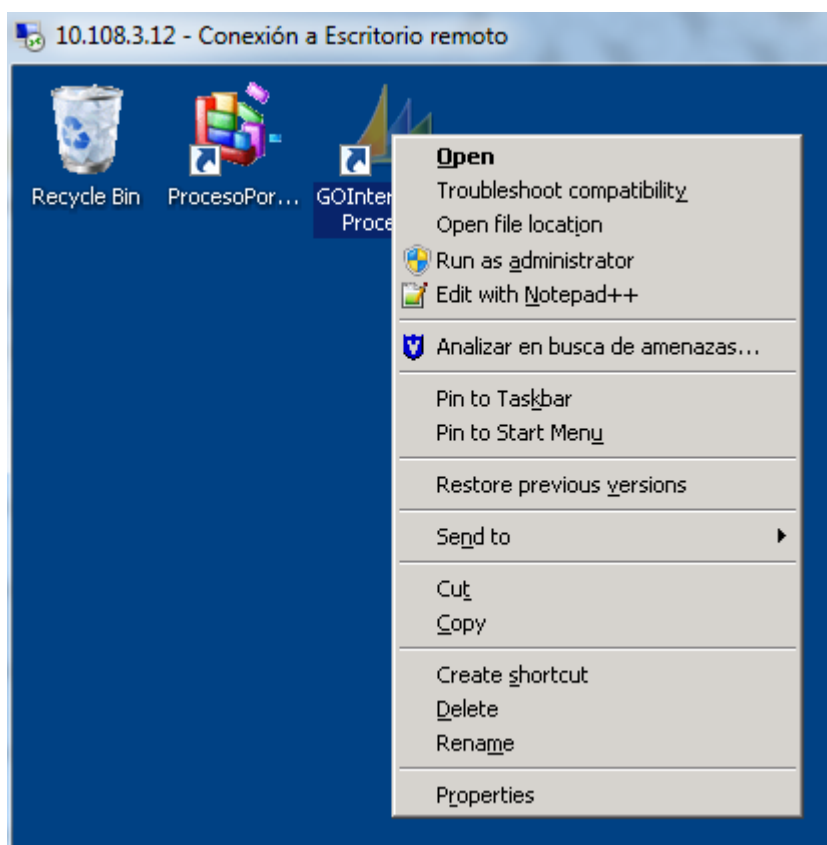 10.108.3.12 - Conexión a Escritorio remoto
Recycle Bin
ProcesoPor...
GOInter
Proce
Open
Troubleshoot compatibility
Open file location
Run as administrator
Edit with Notepad++
Analizar en busca de amenazas...
Pin to Taskbar
Pin to Start Menu
Restore previous versions
Send to
Cut
Copy
Create shortcut
Delete
Rename
Properties